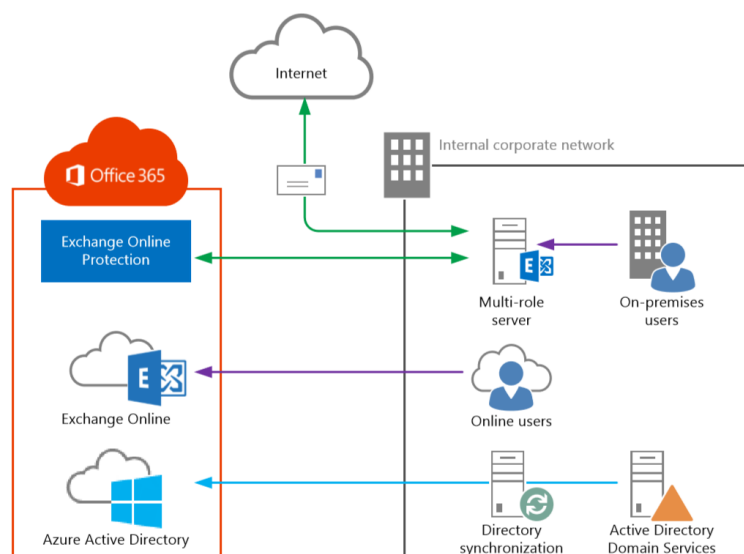 Internet
Internal corporate network
Office 365
Exchange Online
Protection
E
Multi-role
server
On-premises
users
E
Exchange Online
Online users
Azure Active Directory
Directory
synchronization
Active Directory
Domain Services